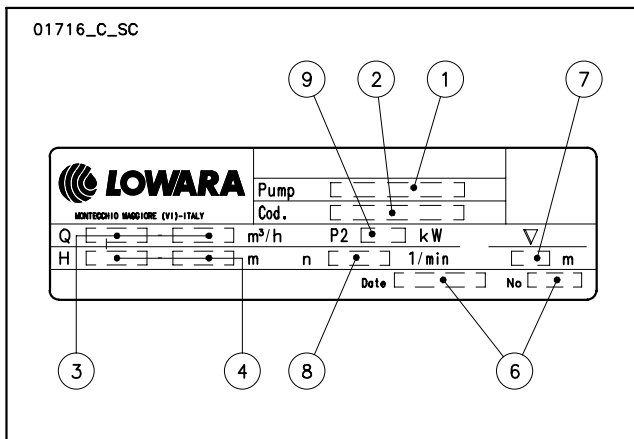 01716_C_SC
9 2 1 7
LOWARA
Pump
MONTECCHIO MAGGIORE (VI)-ITALY Cod.
Q - m³/h P2 kW
H - m n 1/min m
Date No
3 4 8 6